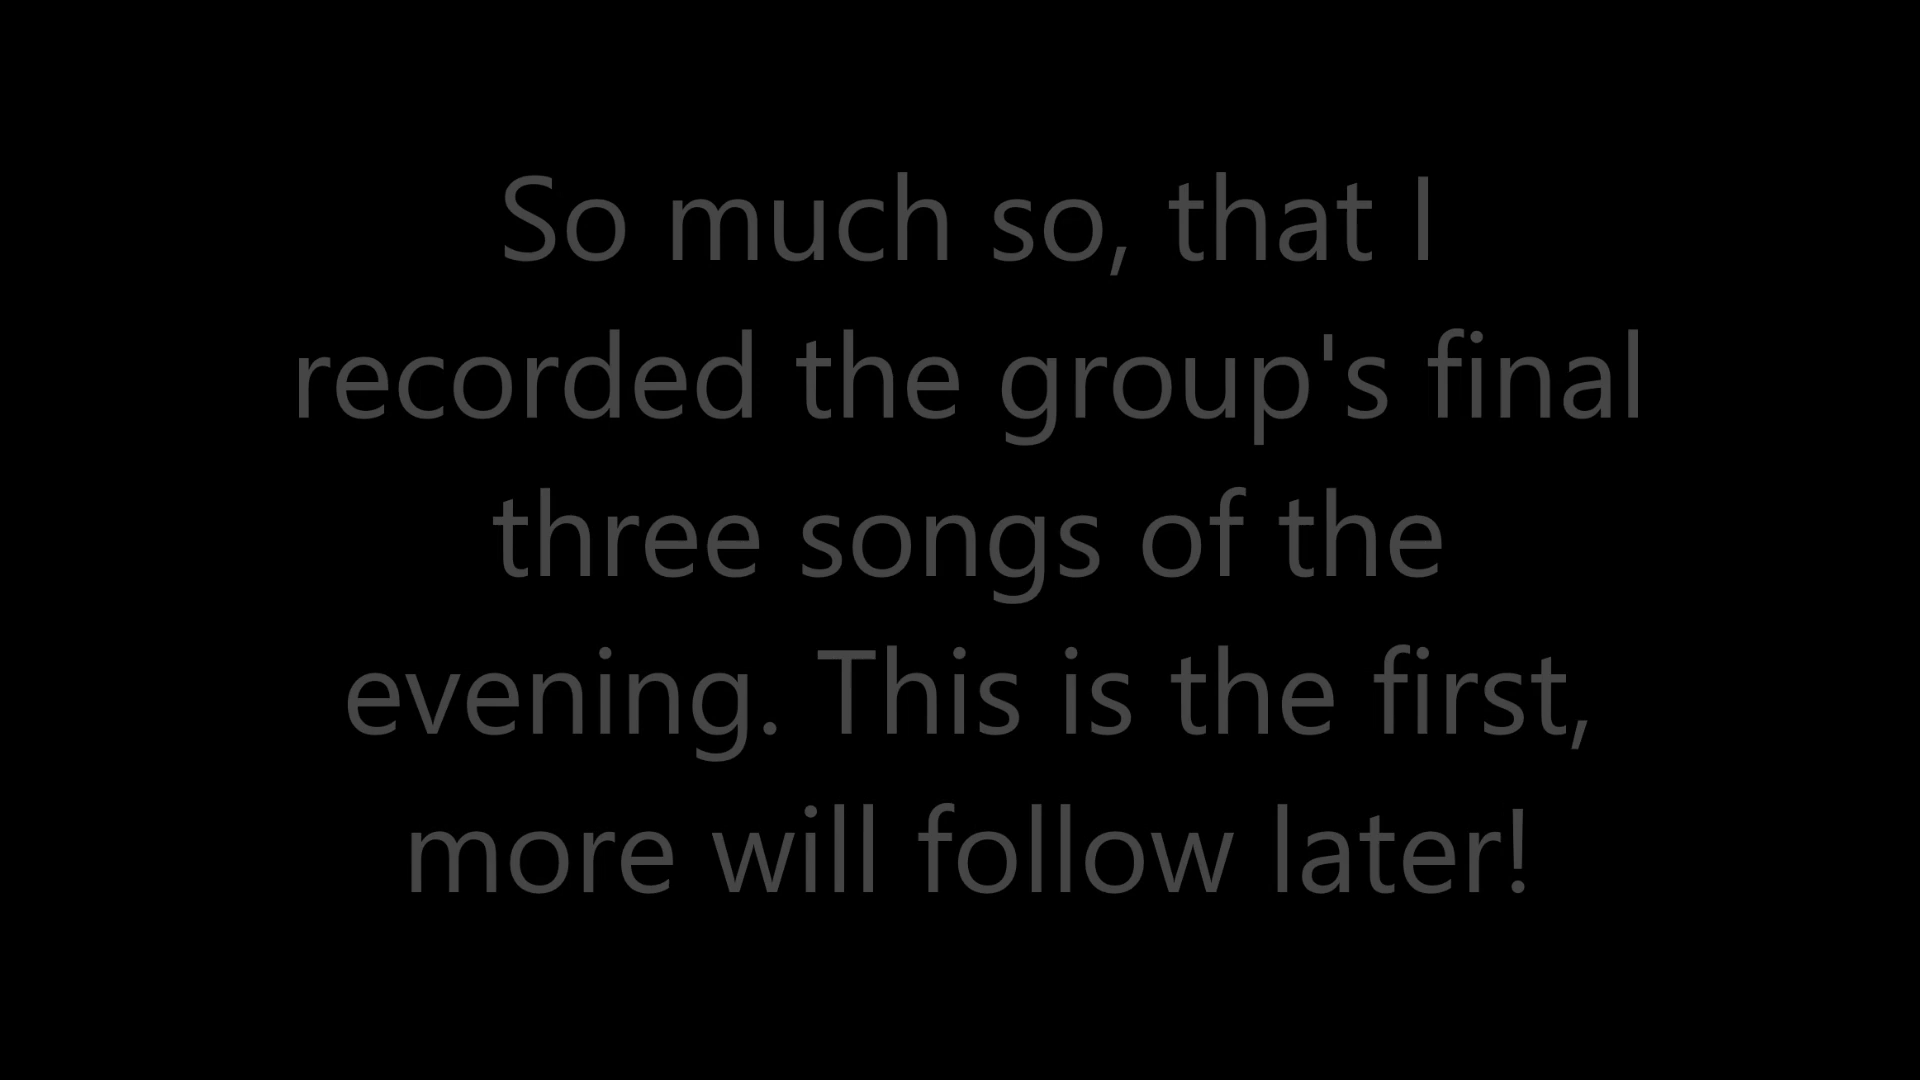 So much so, that I
recorded the group's final
three songs of the
evening. This is the first,
more will follow later!